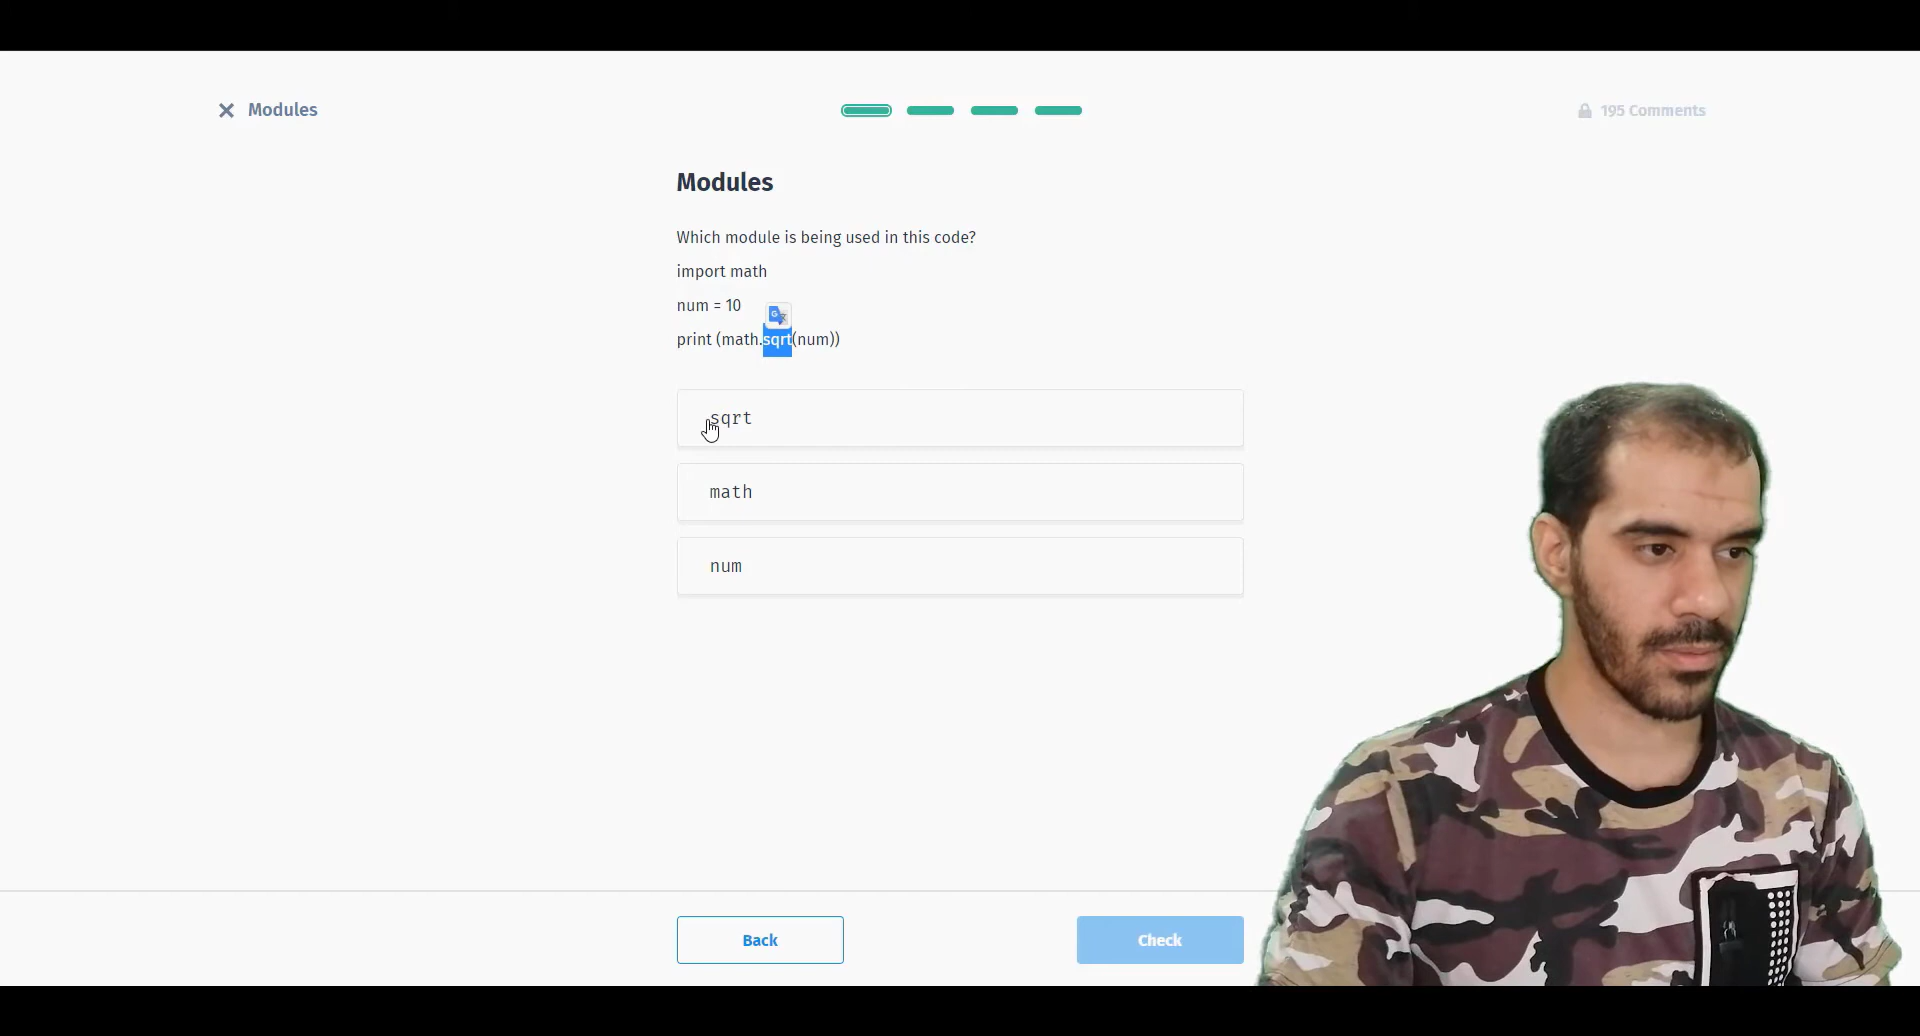 Modules
195 Comments
Modules
Which module is being used in this code?
import math
num = 10
print (math.sqrt(num))
sqrt
math
num
Back
Check